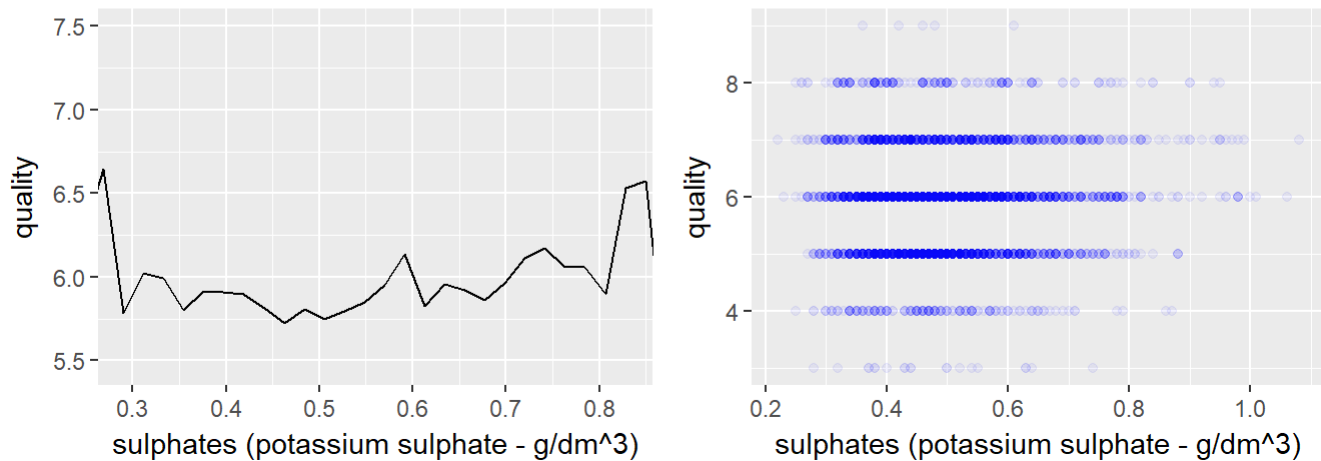 7.5
7.0
6.5
6.0
5.5
quality
0.3 0.4 0.5 0.6 0.7 0.8
sulphates (potassium sulphate - g/dm^3)
8
6
4
quality
0.2 0.4 0.6 0.8 1.0
sulphates (potassium sulphate - g/dm^3)